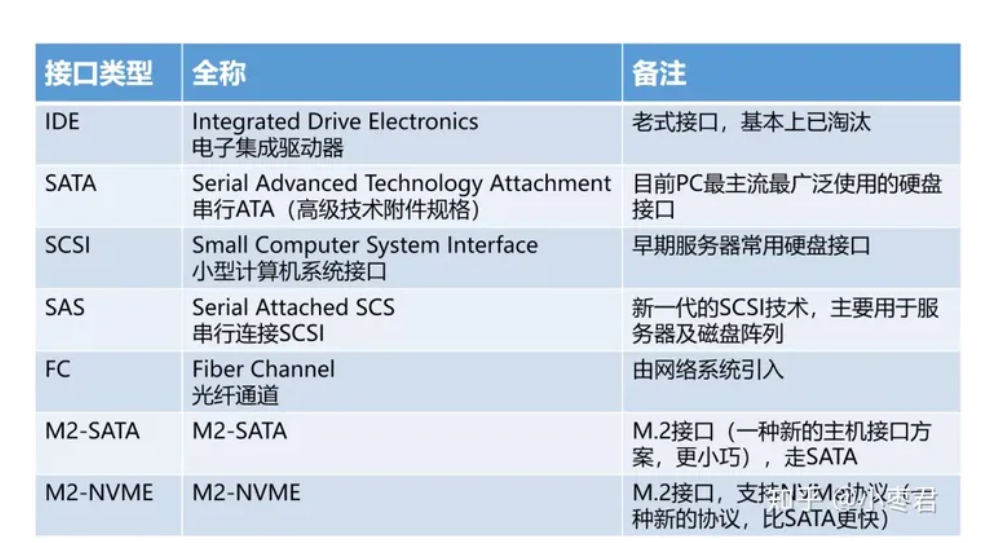 接口类型 全称 备注
IDE Integrated Drive Electronics 老式接口，基本上已淘汰
电子集成驱动器
SATA Serial Advanced Technology Attachment 目前PC最主流最广泛使用的硬盘
串行ATA（高级技术附件规格） 接口
SCSI Small Computer System Interface 早期服务器常用硬盘接口
小型计算机系统接口
SAS Serial Attached SCS 新一代的SCSI技术，主要用于服
串行连接SCSI 务器及磁盘阵列
FC Fiber Channel 由网络系统引入
光纤通道
M2-SATA M2-SATA M.2接口（一种新的主机接口方
案，更小巧）, 走SATA
M2-NVME M2-NVME M.2接口，支持NVMe协议（一
种新的协议，比SATA更快）
知乎 @小枣君